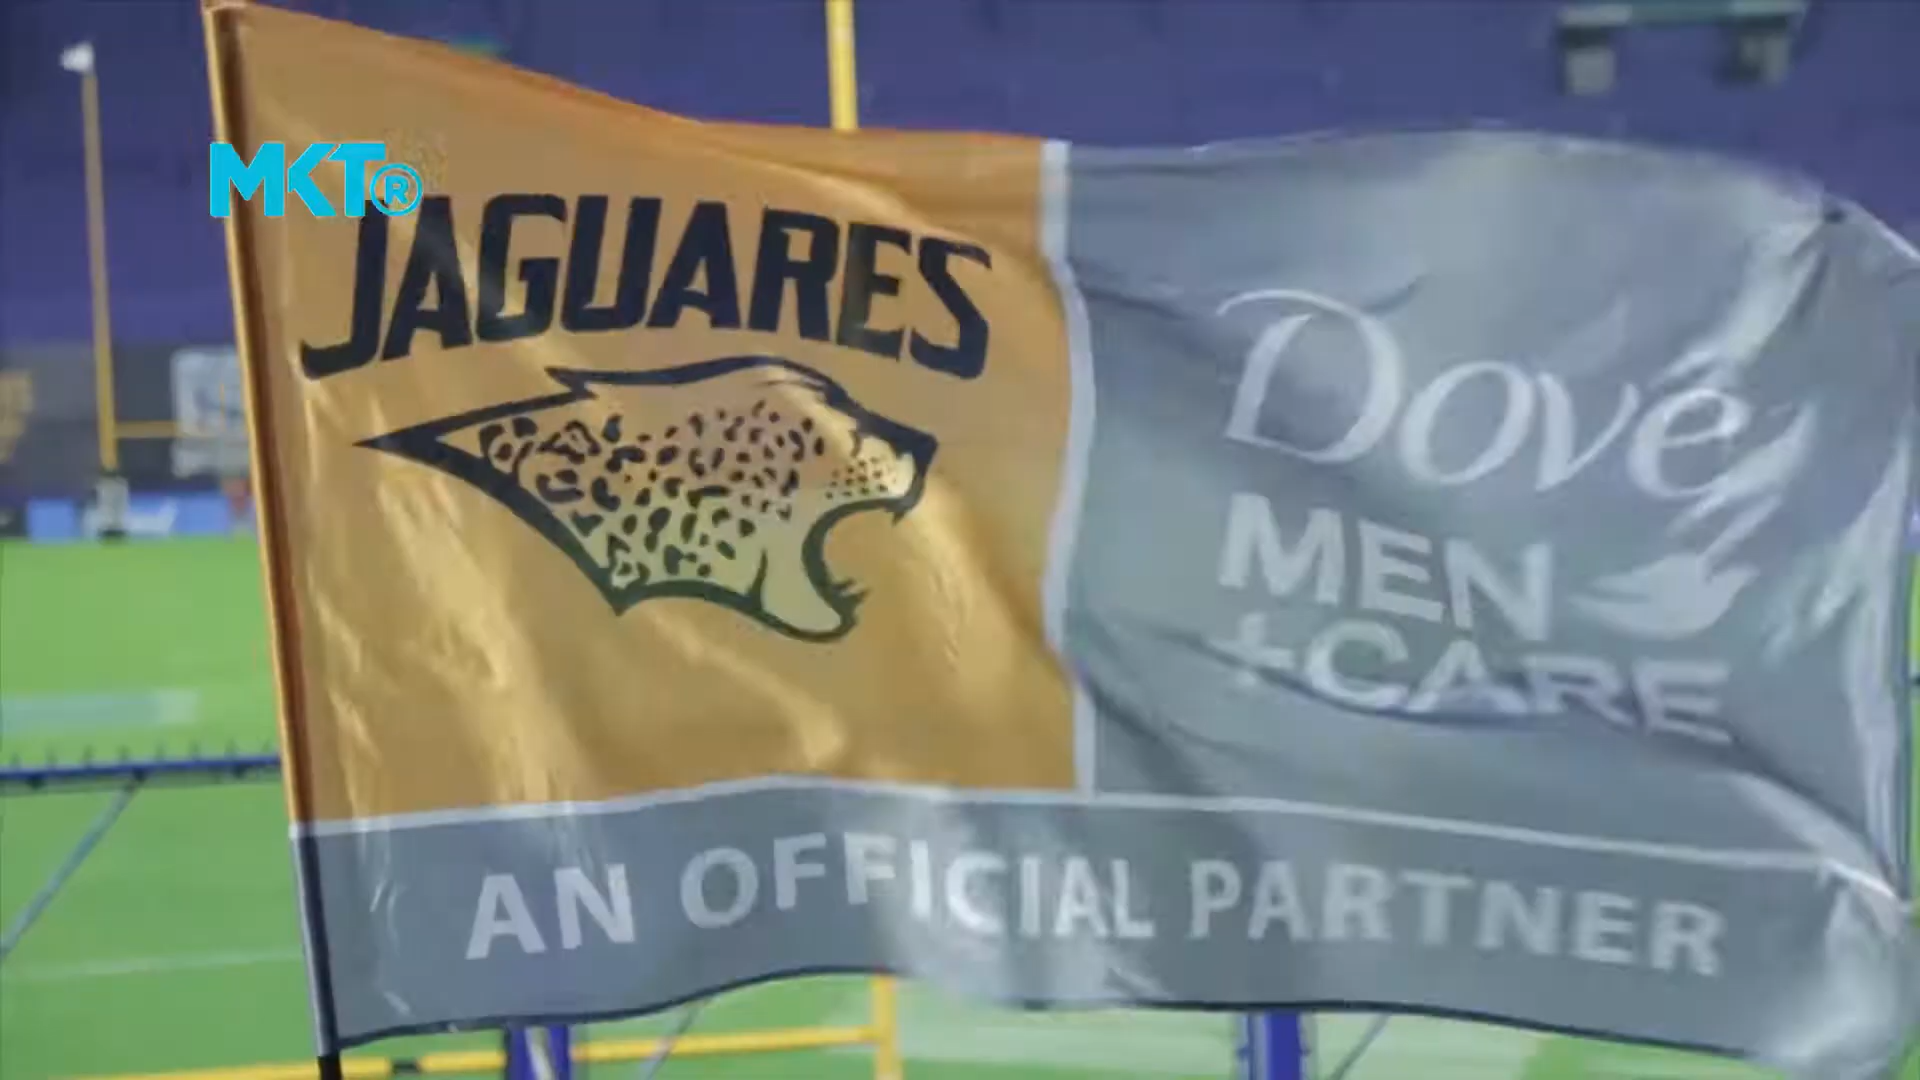 MKT®
JAGUARES
Dove
MEN
+CARE
AN OFFICIAL PARTNER